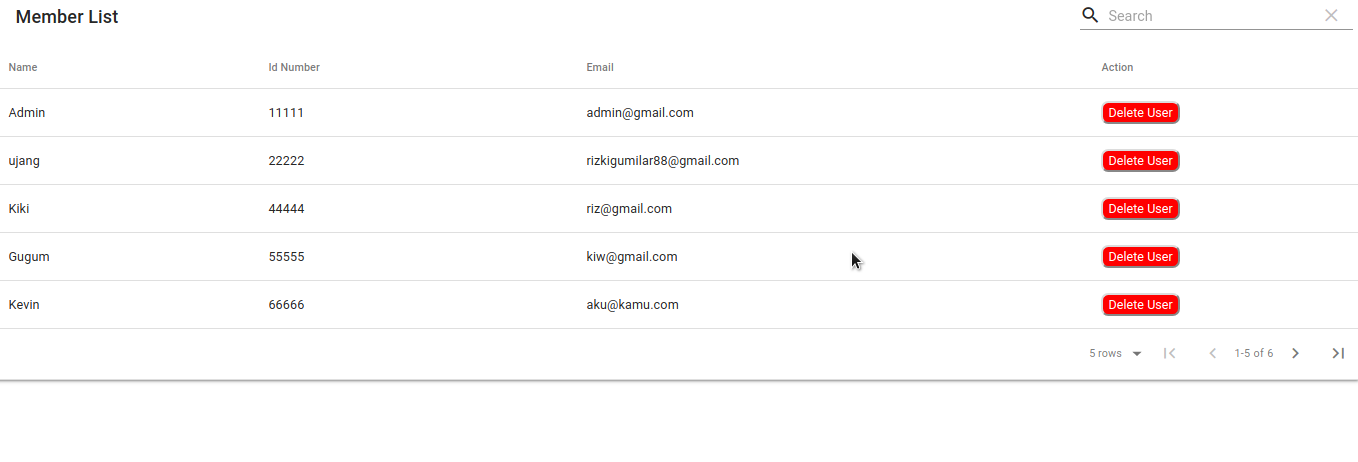 Member List Search
Name Id Number Email Action
Admin 11111 admin@gmail.com Delete User
ujang 22222 rizkigumilar88@gmail.com Delete User
Kiki 44444 riz@gmail.com Delete User
Gugum 55555 kiw@gmail.com Delete User
Kevin 66666 aku@kamu.com Delete User
5 rows 1-5 of 6